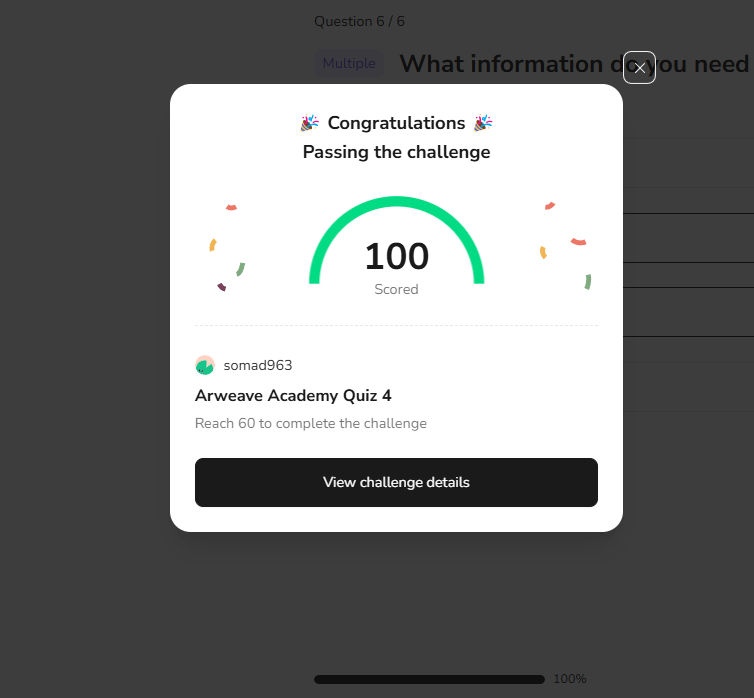 Question 6 / 6
Multiple What information do you need
Congratulations
Passing the challenge
100
Scored
somad963
Arweave Academy Quiz 4
Reach 60 to complete the challenge
View challenge details
100%